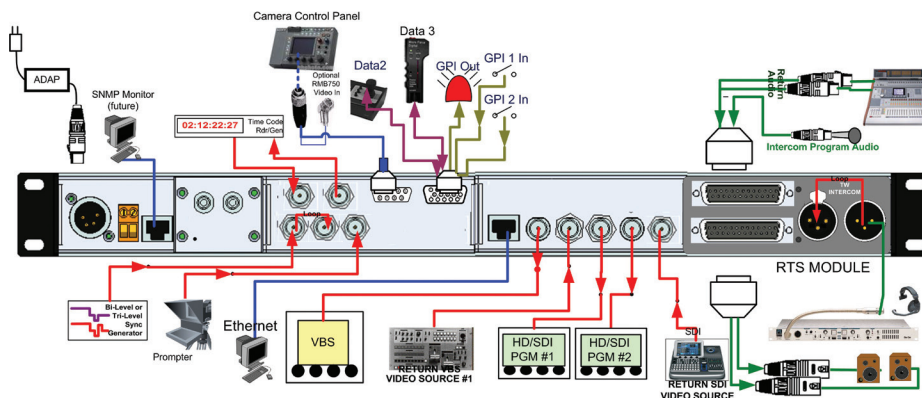 Camera Control Panel
Data 3
ADAP
SNMP Monitor
(future)
Optional
RMB750
Video In
Data2
GPI Out
GPI 1 In
GPI 2 In
Return
Audio
Intercom Program Audio
02:12:22:27
Time Code
Rdr/Gen
Loop
Loop
TW
INTERCOM
RTS MODULE
Bi-Level or
Tri-Level
Sync
Generator
Prompter
Ethernet
VBS
RETURN VBS
VIDEO SOURCE #1
HD/SDI
PGM #1
HD/SDI
PGM #2
SDI
RETURN SDI
VIDEO SOURCE